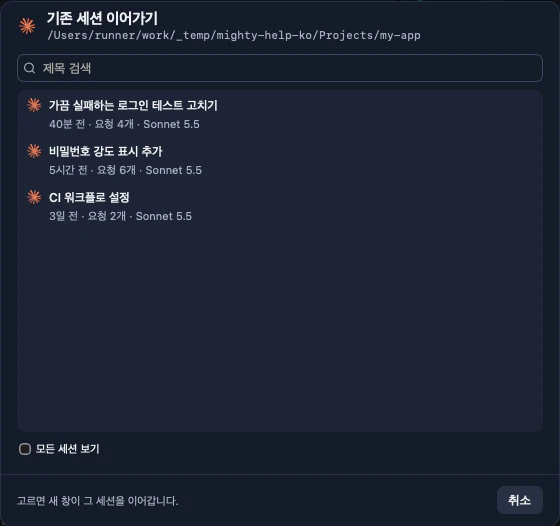 기존 세션 이어가기
/Users/runner/work/_temp/mighty-help-ko/Projects/my-app
제목 검색
가끔 실패하는 로그인 테스트 고치기
40분 전 · 요청 4개 · Sonnet 5.5
비밀번호 강도 표시 추가
5시간 전 · 요청 6개 · Sonnet 5.5
CI 워크플로 설정
3일 전 · 요청 2개 · Sonnet 5.5
모든 세션 보기
고르면 새 창이 그 세션을 이어갑니다.
취소